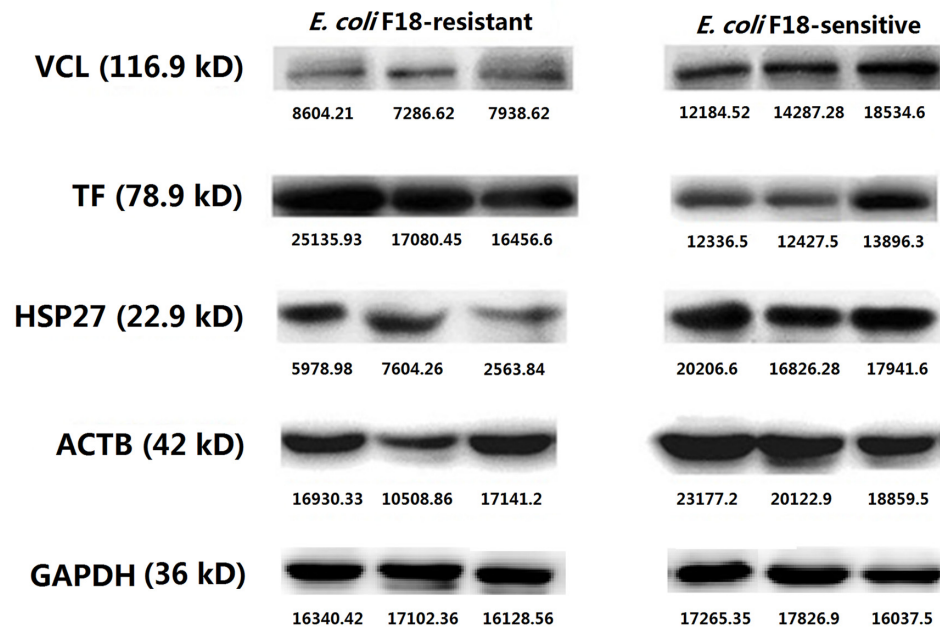 E. coli F18-resistant
E. coli F18-sensitive
VCL (116.9 kD)
8604.21 7286.62 7938.62
12184.52 14287.28 18534.6
TF (78.9 kD)
25135.93 17080.45 16456.6
12336.5 12427.5 13896.3
HSP27 (22.9 kD)
5978.98 7604.26 2563.84
20206.6 16826.28 17941.6
ACTB (42 kD)
16930.33 10508.86 17141.2
23177.2 20122.9 18859.5
GAPDH (36 kD)
16340.42 17102.36 16128.56
17265.35 17826.9 16037.5